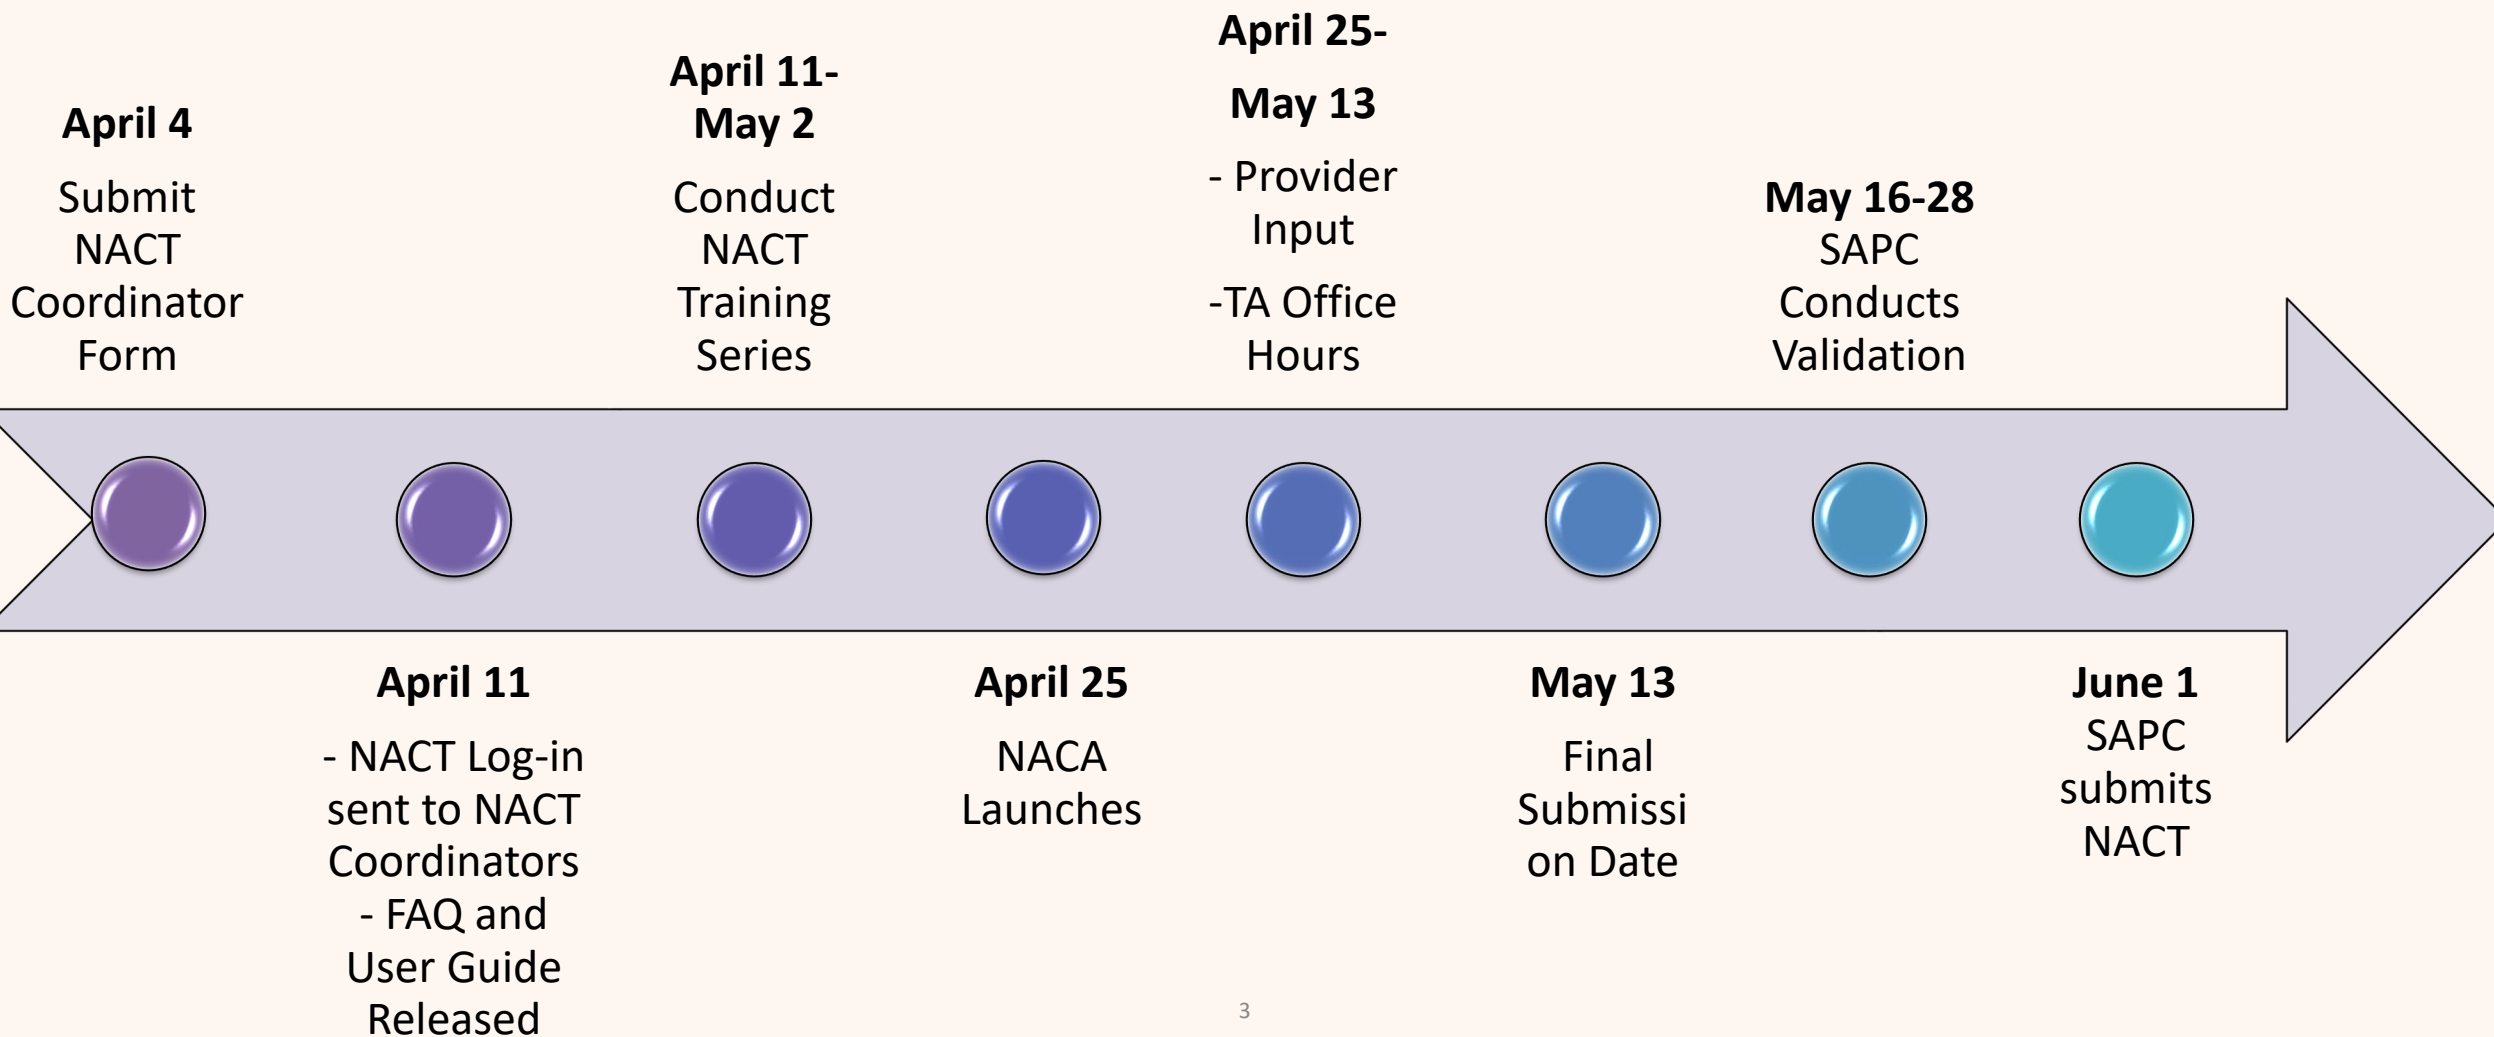 April 4
Submit
NACT
Coordinator
Form
April 11
- NACT Log-in
sent to NACT
Coordinators
- FAQ and
User Guide
Released
April 11-
May 2
Conduct
NACT
Training
Series
April 25
NACA
Launches
April 25-
May 13
- Provider
Input
-TA Office
Hours
May 13
Final
Submissi
on Date
May 16-28
SAPC
Conducts
Validation
June 1
SAPC
submits
NACT
3